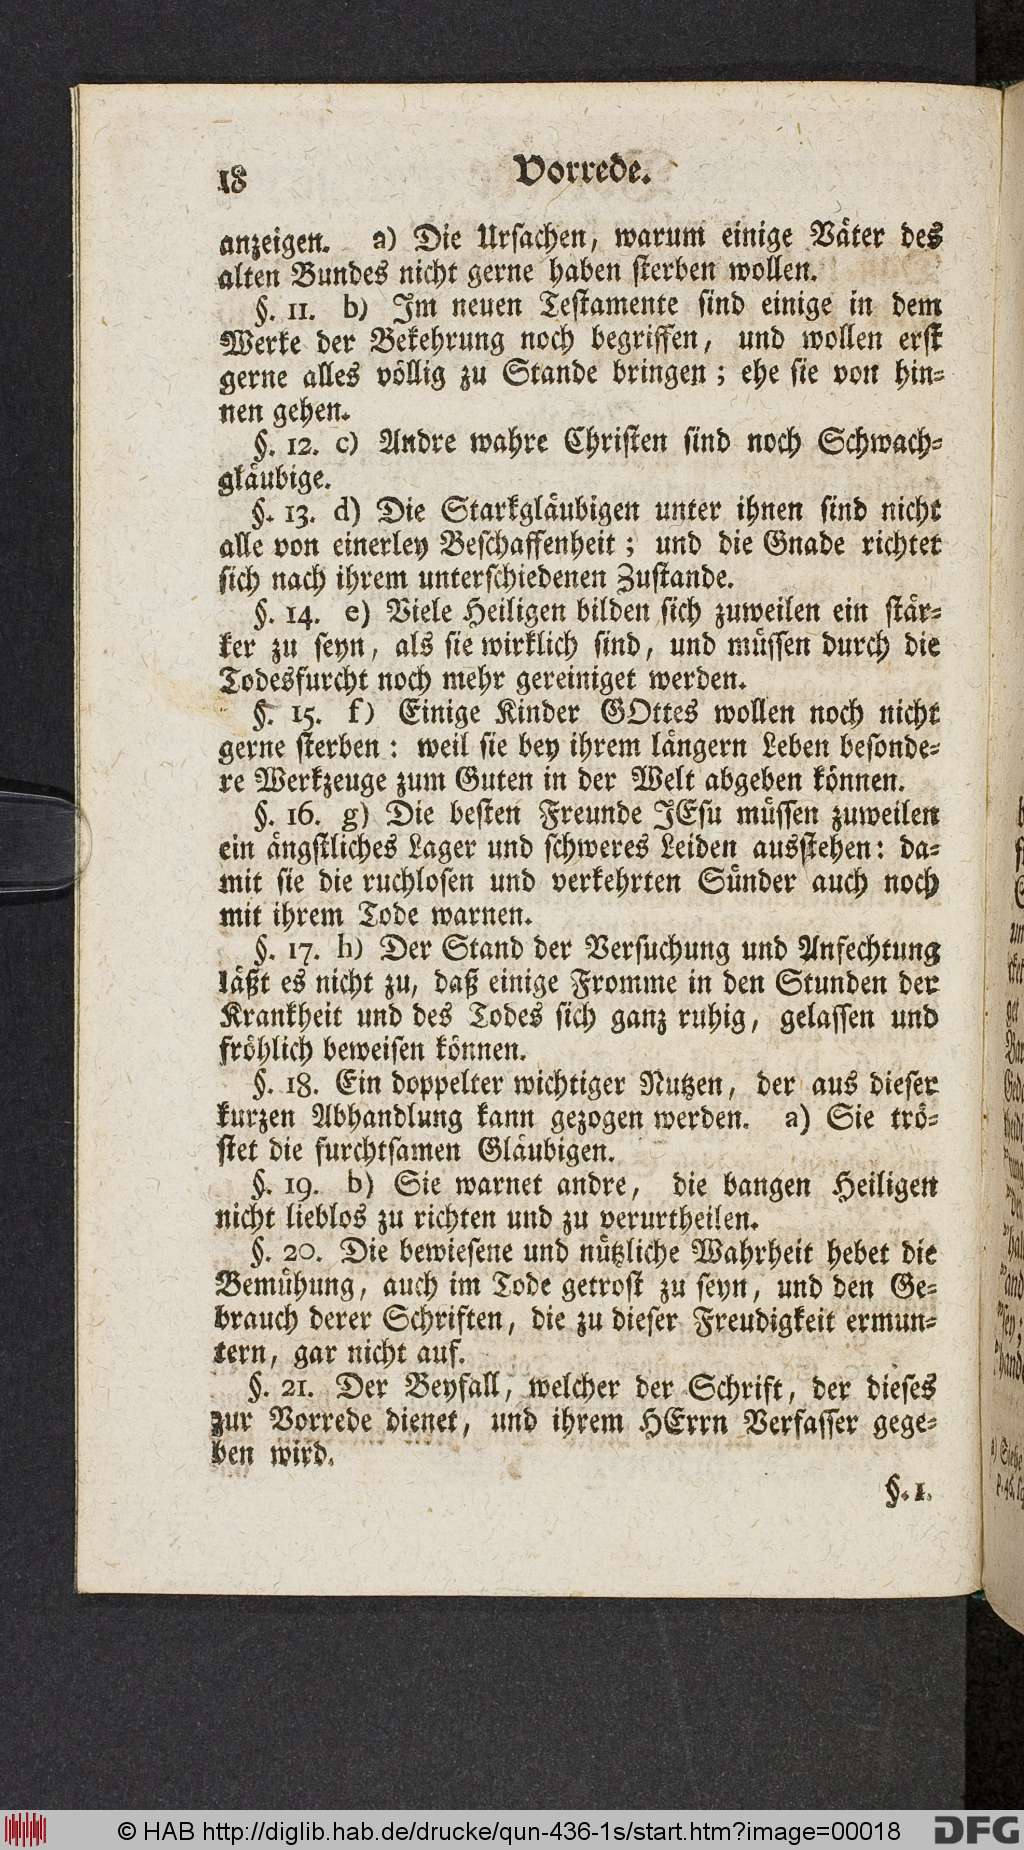 18
Vorrede.
anzeigen. a) Die Ursachen, warum einige Väter des
alten Bundes nicht gerne haben sterben wollen.
§. 11. b) Im neuen Testamente sind einige in dem
Werke der Bekehrung noch begriffen, und wollen erst
gerne alles völlig zu Stande bringen; ehe sie von hin=
nen gehen.
§. 12. c) Andre wahre Christen sind noch Schwach=
gläubige.
§. 13. d) Die Starkgläubigen unter ihnen sind nicht
alle von einerley Beschaffenheit; und die Gnade richtet
sich nach ihrem unterschiedenen Zustande.
§. 14. e) Viele Heiligen bilden sich zuweilen ein stär=
ker zu seyn, als sie wirklich sind, und müssen durch die
Todesfurcht noch mehr gereiniget werden.
§. 15. f) Einige Kinder GOttes wollen noch nicht
gerne sterben: weil sie bey ihrem längern Leben besonde=
re Werkzeuge zum Guten in der Welt abgeben können.
§. 16. g) Die besten Freunde JEsu müssen zuweilen
ein ängstliches Lager und schweres Leiden ausstehen: da=
mit sie die ruchlosen und verkehrten Sünder auch noch
mit ihrem Tode warnen.
§. 17. h) Der Stand der Versuchung und Anfechtung
läßt es nicht zu, daß einige Fromme in den Stunden der
Krankheit und des Todes sich ganz ruhig, gelassen und
fröhlich beweisen können.
§. 18. Ein doppelter wichtiger Nutzen, der aus dieser
kurzen Abhandlung kann gezogen werden. a) Sie trö=
stet die furchtsamen Gläubigen.
§. 19. b) Sie warnet andre, die bangen Heiligen
nicht lieblos zu richten und zu verurtheilen.
§. 20. Die bewiesene und nützliche Wahrheit hebet die
Bemühung, auch im Tode getrost zu seyn, und den Ge=
brauch derer Schriften, die zu dieser Freudigkeit ermun=
tern, gar nicht auf.
§. 21. Der Beyfall, welcher der Schrift, der dieses
zur Vorrede dienet, und ihrem HErrn Verfasser gege=
ben wird.
§. 1.
© HAB http://diglib.hab.de/drucke/qun-436-1s/start.htm?image=00018
DFG